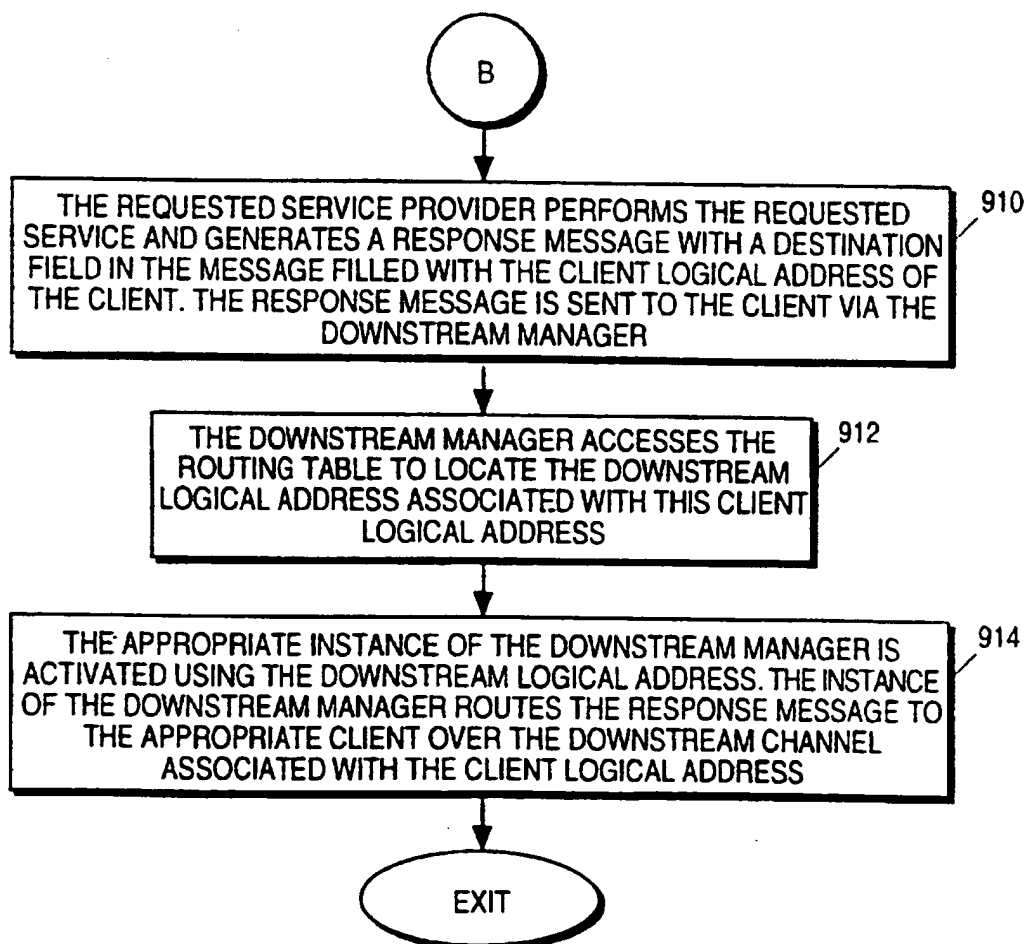 B
THE REQUESTED SERVICE PROVIDER PERFORMS THE REQUESTED
SERVICE AND GENERATES A RESPONSE MESSAGE WITH A DESTINATION
FIELD IN THE MESSAGE FILLED WITH THE CLIENT LOGICAL ADDRESS OF
THE CLIENT. THE RESPONSE MESSAGE IS SENT TO THE CLIENT VIA THE
DOWNSTREAM MANAGER
910
THE DOWNSTREAM MANAGER ACCESSES THE
ROUTING TABLE TO LOCATE THE DOWNSTREAM
LOGICAL ADDRESS ASSOCIATED WITH THIS CLIENT
LOGICAL ADDRESS
912
THE APPROPRIATE INSTANCE OF THE DOWNSTREAM MANAGER IS
ACTIVATED USING THE DOWNSTREAM LOGICAL ADDRESS. THE INSTANCE
OF THE DOWNSTREAM MANAGER ROUTES THE RESPONSE MESSAGE TO
THE APPROPRIATE CLIENT OVER THE DOWNSTREAM CHANNEL
ASSOCIATED WITH THE CLIENT LOGICAL ADDRESS
914
EXIT